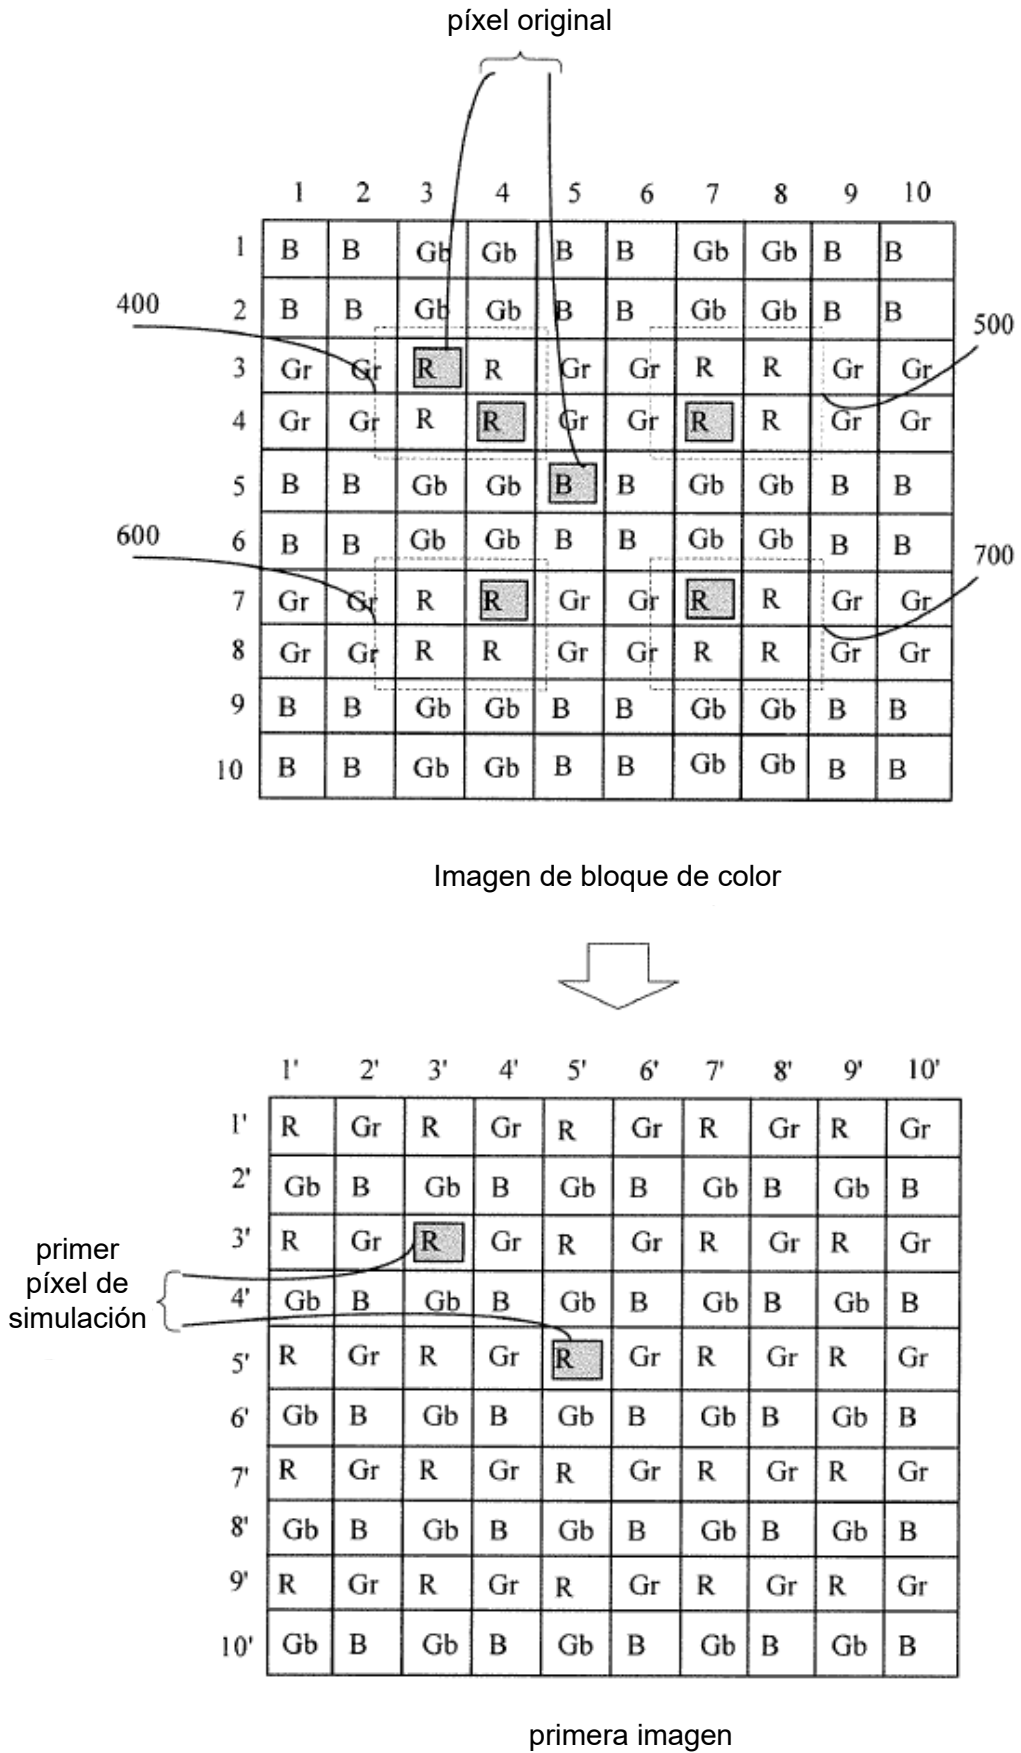 píxel original
1 2 3 4 5 6 7 8 9 10
1 B B Gb Gb B B Gb Gb B B
2 B B Gb Gb B B Gb Gb B B
400
500
3 Gr Gr R R Gr Gr R R Gr Gr
4 Gr Gr R R Gr Gr R R Gr Gr
5 B B Gb Gb B B Gb Gb B B
6 B B Gb Gb B B Gb Gb B B
600
700
7 Gr Gr R R Gr Gr R R Gr Gr
8 Gr Gr R R Gr Gr R R Gr Gr
9 B B Gb Gb B B Gb Gb B B
10 B B Gb Gb B B Gb Gb B B
Imagen de bloque de color
1' 2' 3' 4' 5' 6' 7' 8' 9' 10'
1' R Gr R Gr R Gr R Gr R Gr
2' Gb B Gb B Gb B Gb B Gb B
3' R Gr R Gr R Gr R Gr R Gr
primer
píxel de
simulación
4' Gb B Gb B Gb B Gb B Gb B
5' R Gr R Gr R Gr R Gr R Gr
6' Gb B Gb B Gb B Gb B Gb B
7' R Gr R Gr R Gr R Gr R Gr
8' Gb B Gb B Gb B Gb B Gb B
9' R Gr R Gr R Gr R Gr R Gr
10' Gb B Gb B Gb B Gb B Gb B
primera imagen